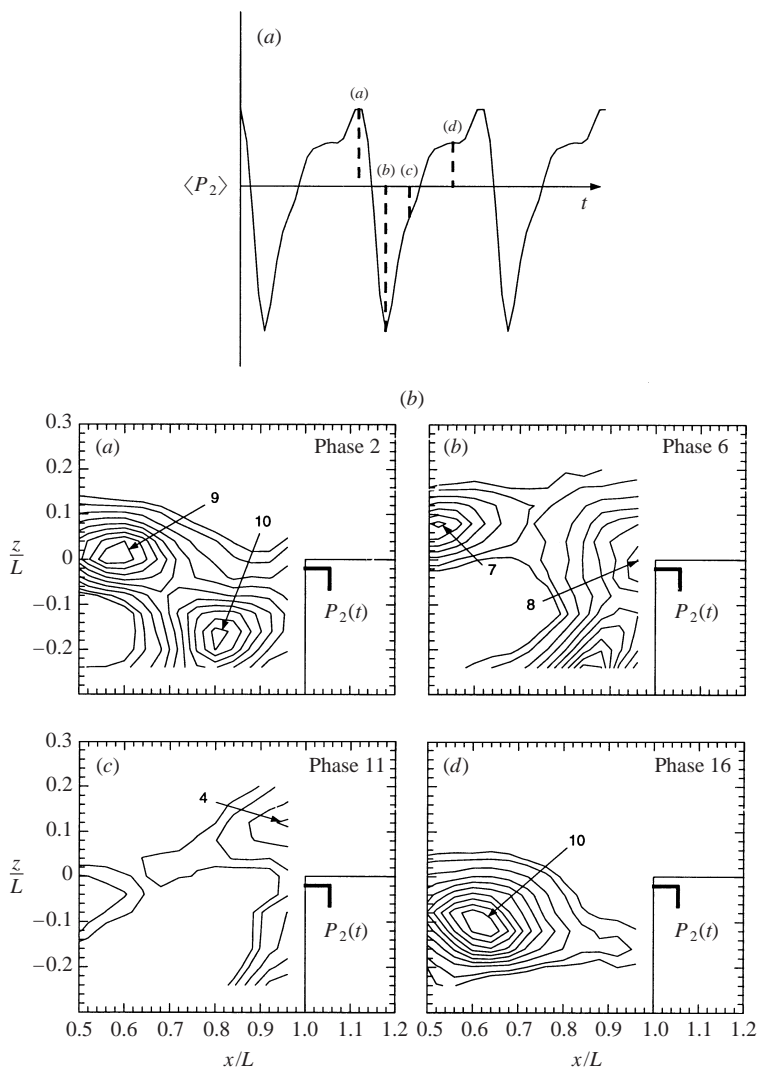 (a)
(a)
(d)
(b) (c)
⟨P2⟩
t
(b)
0.3
0.2
0.1
0
−0.1
−0.2
z/L
(a) Phase 2
9
10
P2(t)
(b) Phase 6
7
8
P2(t)
0.3
0.2
0.1
0
−0.1
−0.2
z/L
(c) Phase 11
4
P2(t)
(d) Phase 16
10
P2(t)
0.5 0.6 0.7 0.8 0.9 1.0 1.1 1.2
0.5 0.6 0.7 0.8 0.9 1.0 1.1 1.2
x/L
x/L